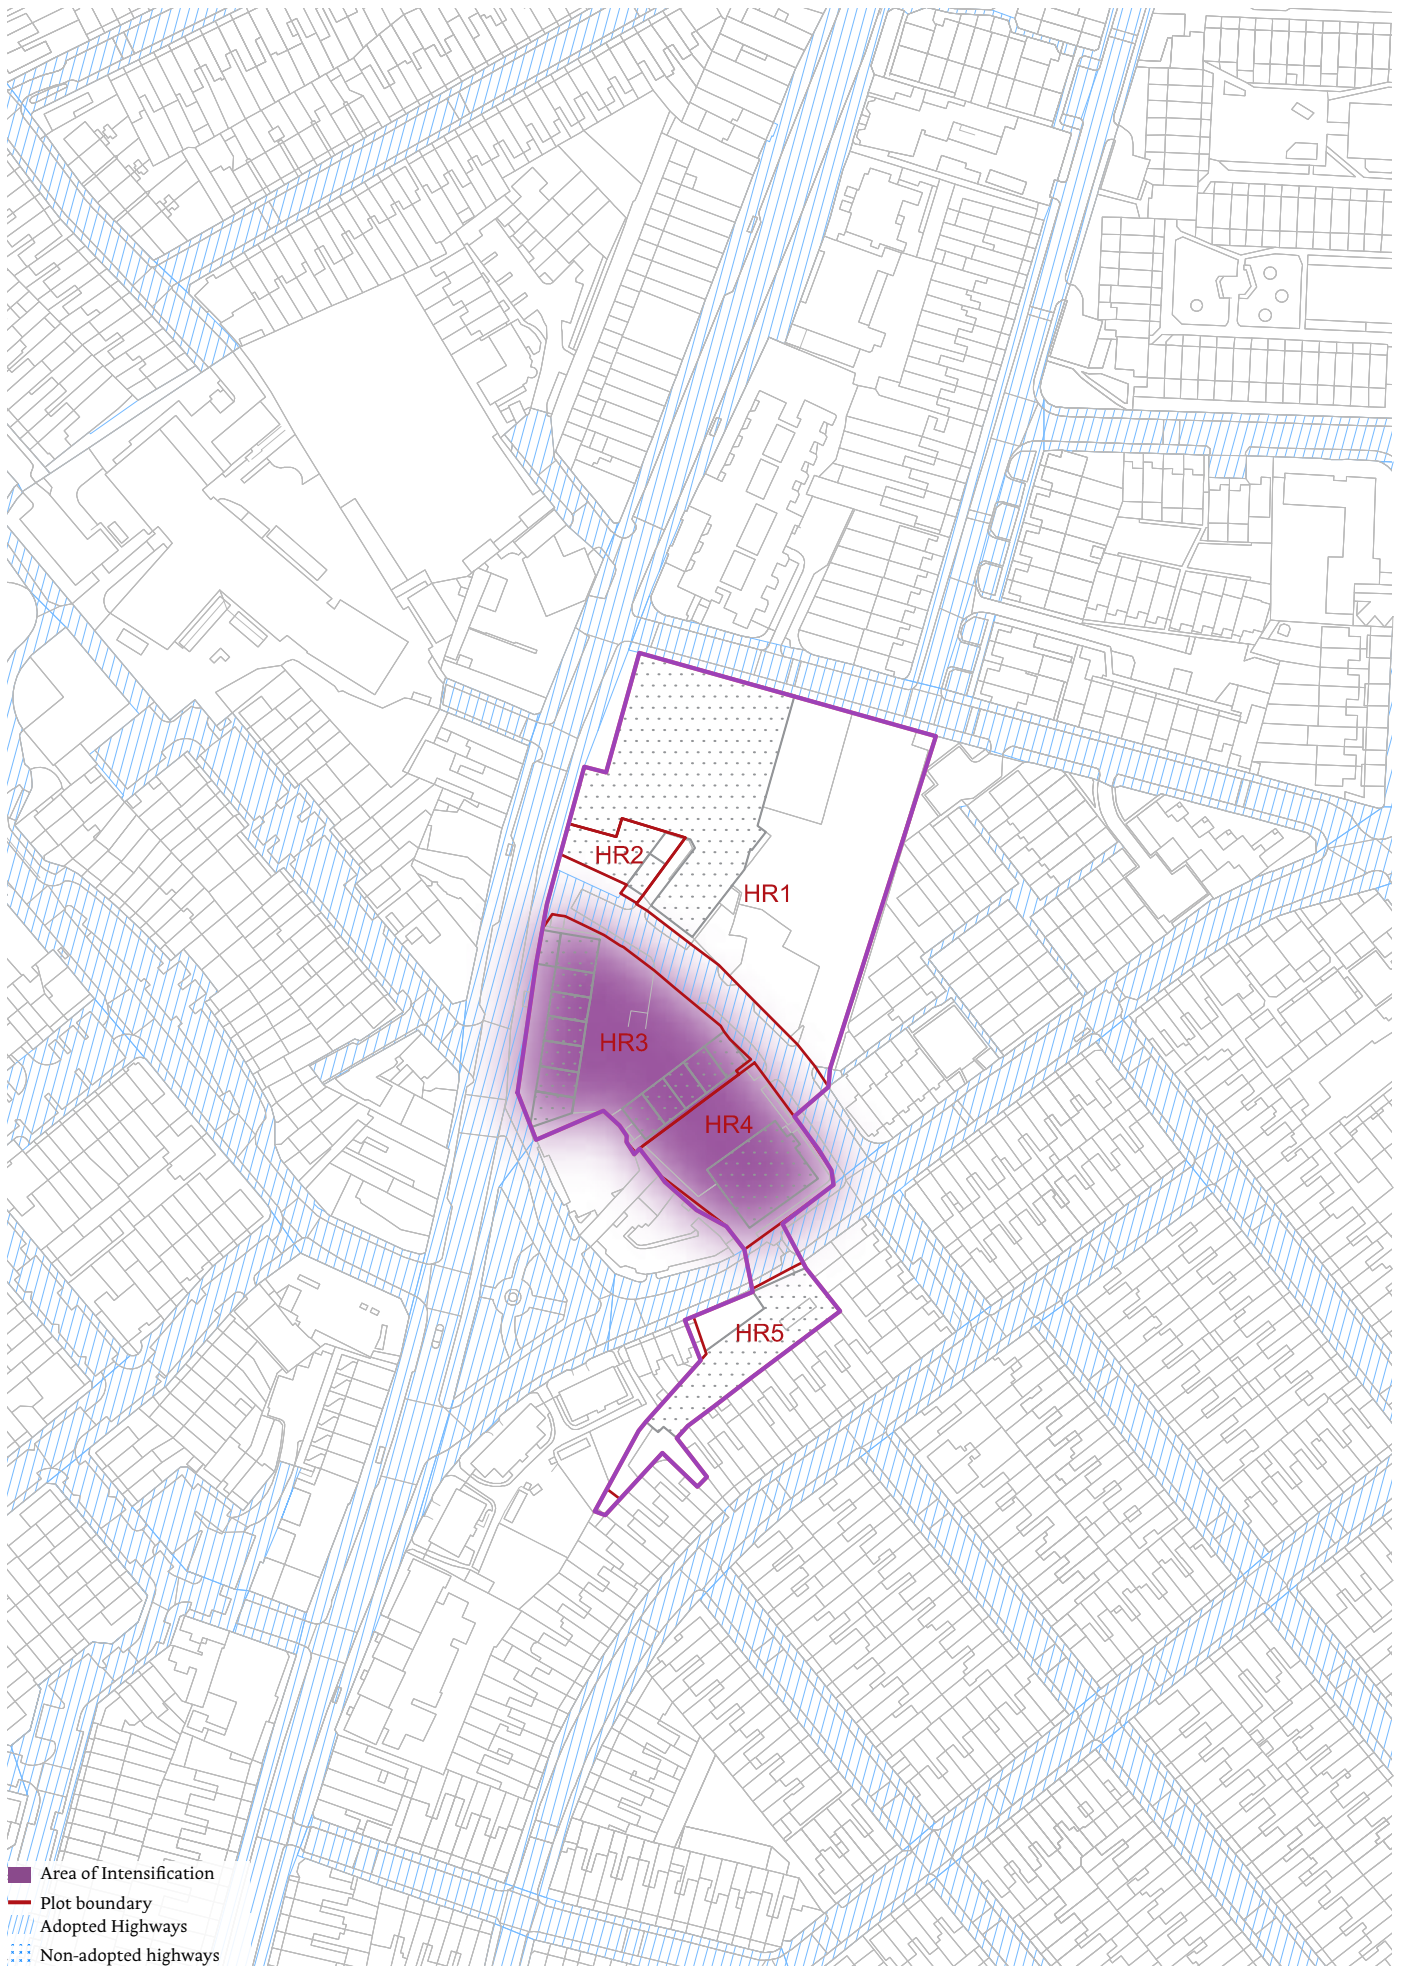 HR2
HR1
HR3
HR4
HR5
Area of Intensification
Plot boundary
Adopted Highways
Non-adopted highways